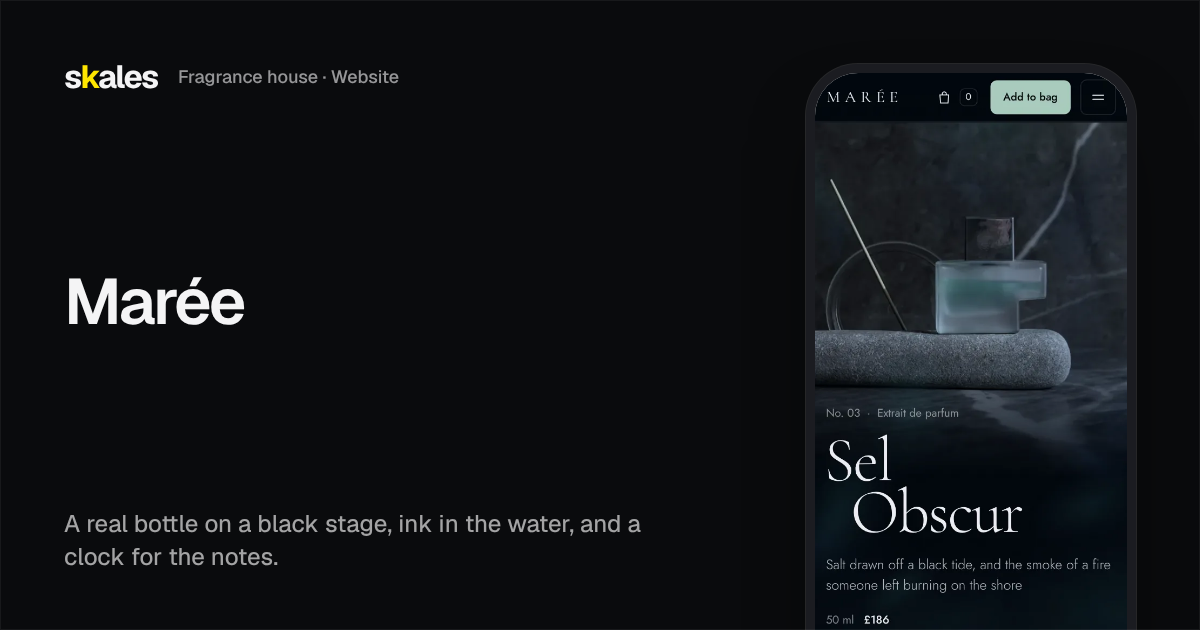 skales
Fragrance house · Website
Marée
A real bottle on a black stage, ink in the water, and a
clock for the notes.
MARÉE
0
Add to bag
No. 03 · Extrait de parfum
Sel
Obscur
Salt drawn off a black tide, and the smoke of a fire
someone left burning on the shore
50 ml £186